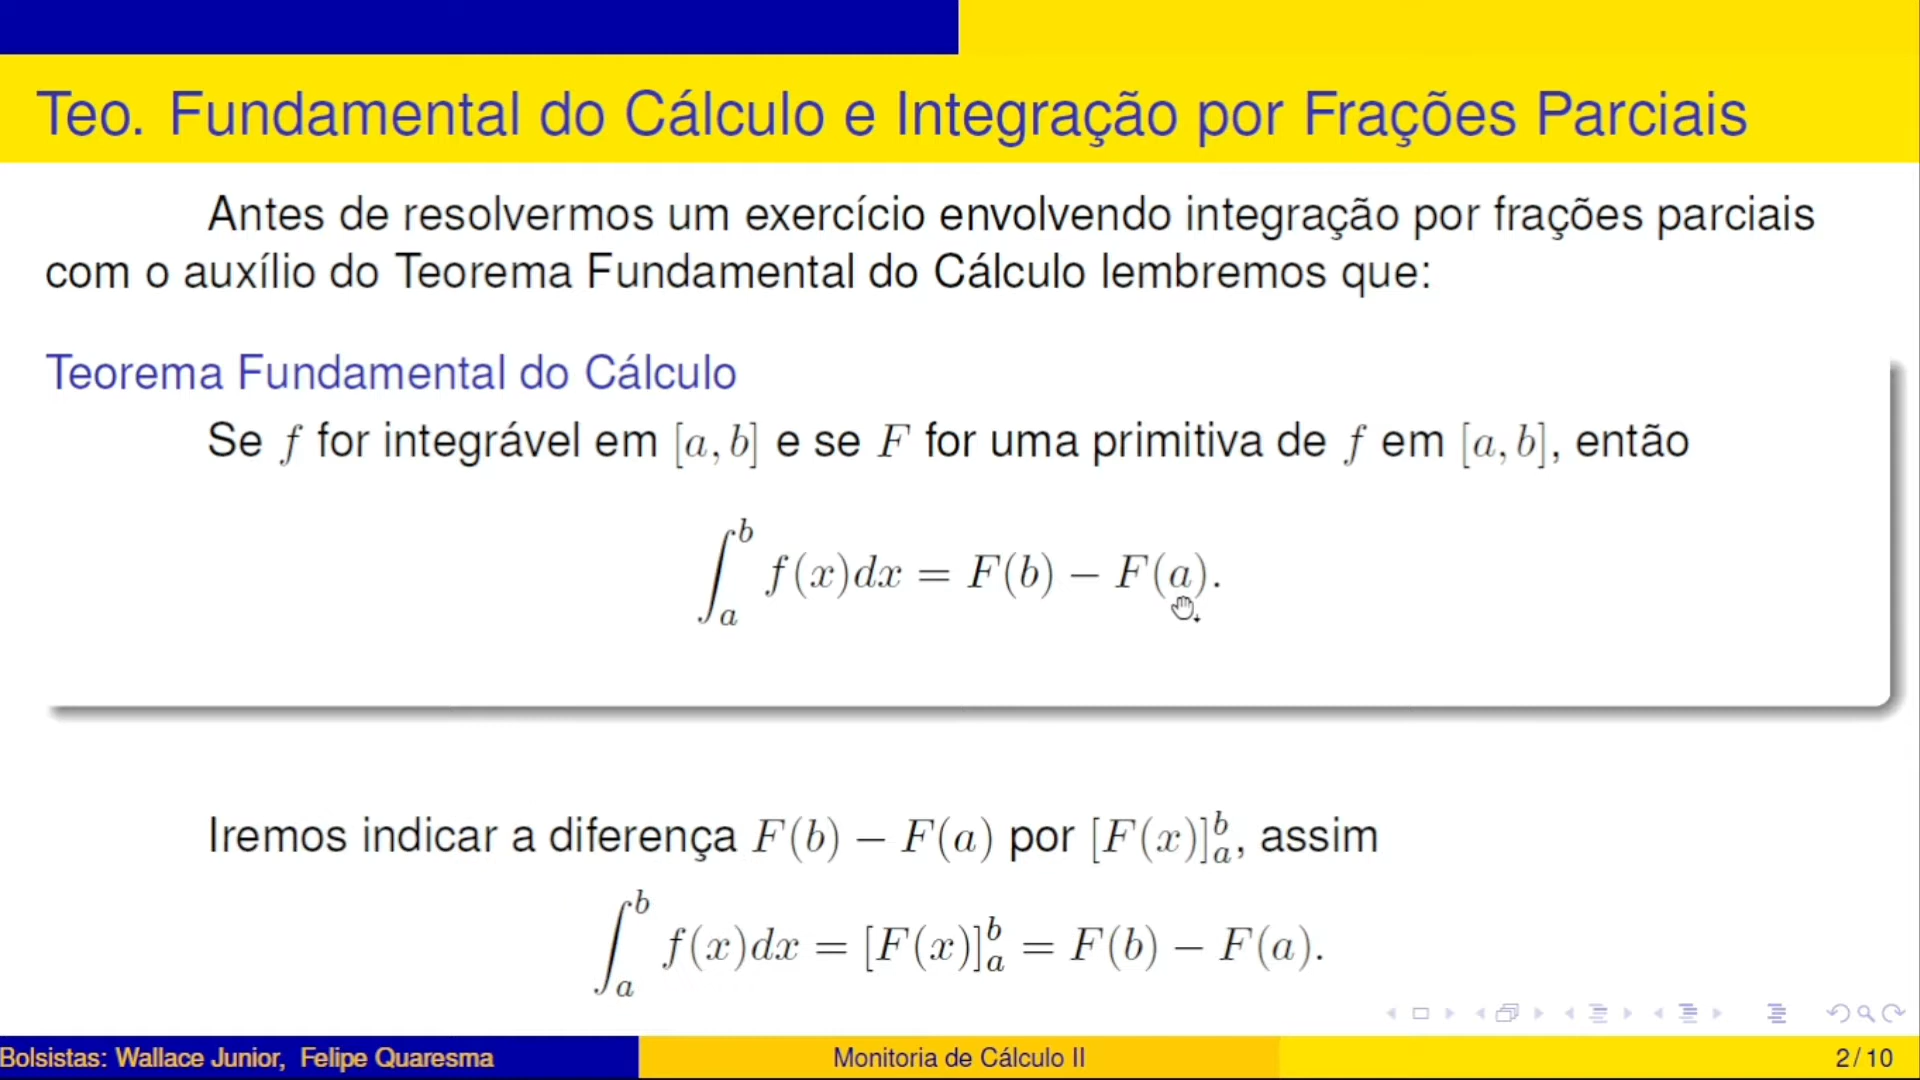 Teo. Fundamental do Cálculo e Integração por Frações Parciais
Antes de resolvermos um exercício envolvendo integração por frações parciais
com o auxílio do Teorema Fundamental do Cálculo lembremos que:
Teorema Fundamental do Cálculo
Se $f$ for integrável em $[a, b]$ e se $F$ for uma primitiva de $f$ em $[a, b]$, então
$\int_a^b f(x)dx = F(b) - F(a).$
Iremos indicar a diferença $F(b) - F(a)$ por $[F(x)]_a^b$, assim
$\int_a^b f(x)dx = [F(x)]_a^b = F(b) - F(a).$
Bolsistas: Wallace Junior, Felipe Quaresma
Monitoria de Cálculo II
2/10